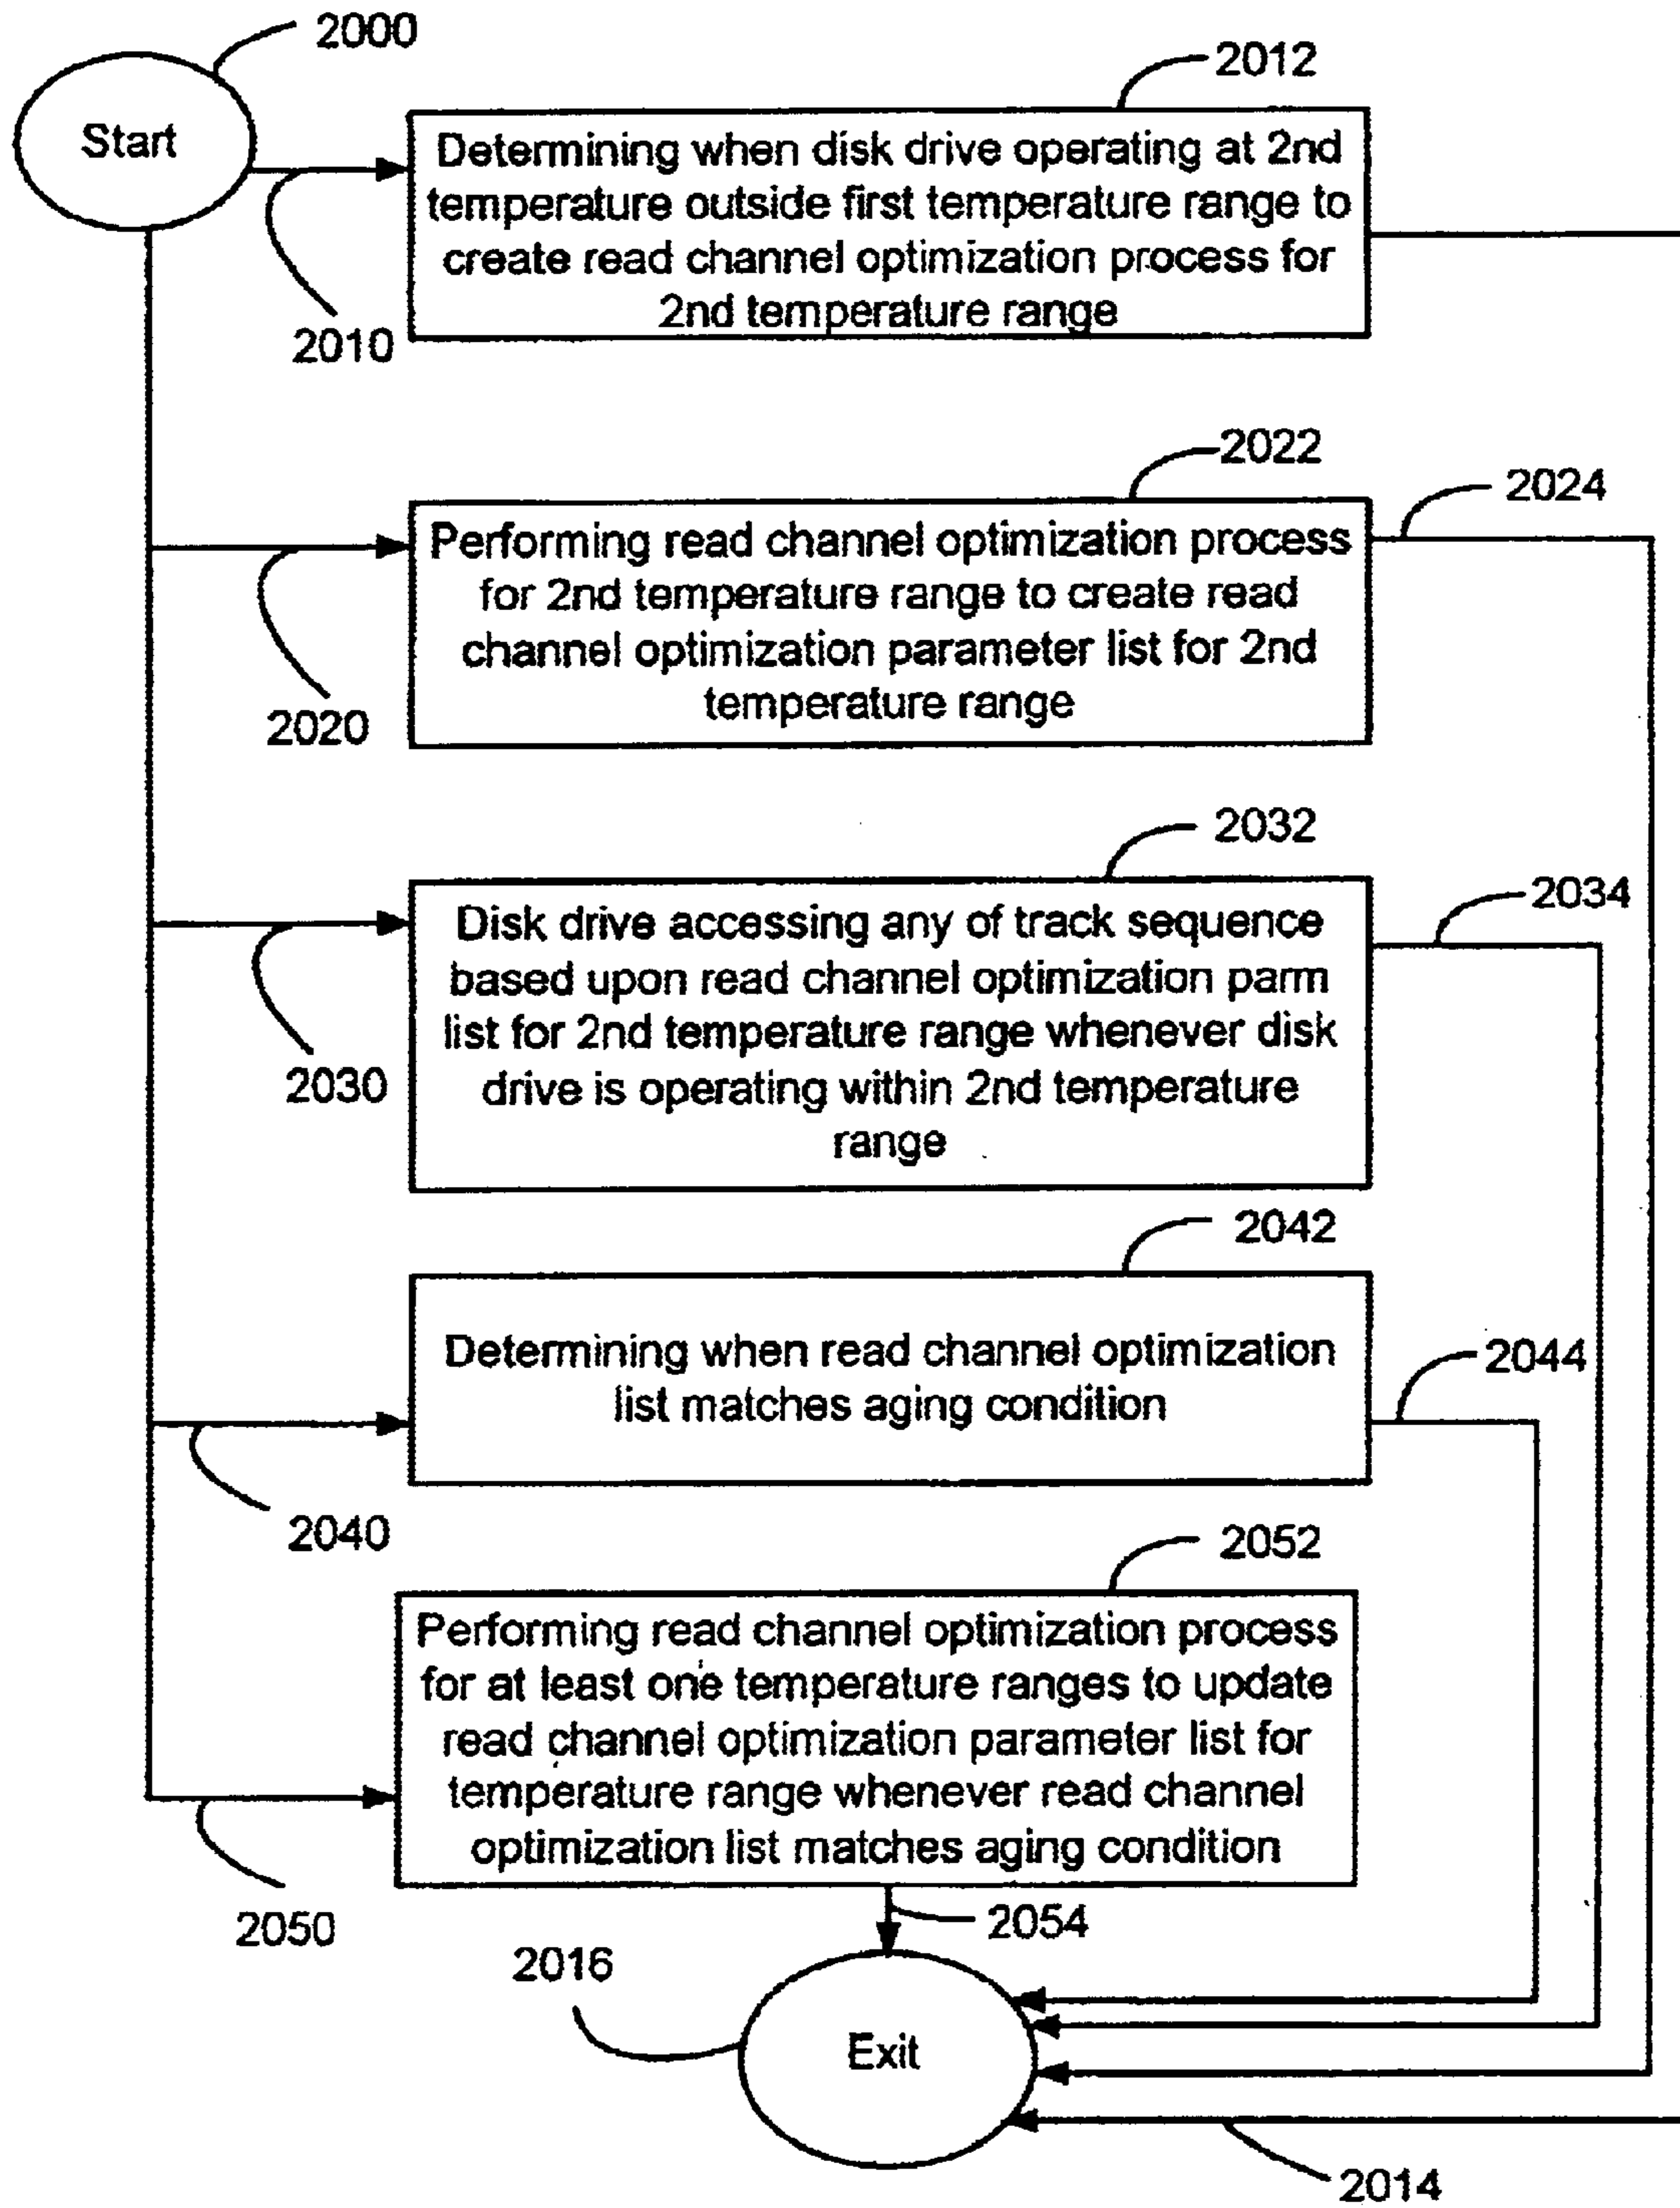 2000
Start
2012
Determining when disk drive operating at 2nd
temperature outside first temperature range to
create read channel optimization process for
2nd temperature range
2010
2022
2024
Performing read channel optimization process
for 2nd temperature range to create read
channel optimization parameter list for 2nd
temperature range
2020
2032
2034
Disk drive accessing any of track sequence
based upon read channel optimization parm
list for 2nd temperature range whenever disk
drive is operating within 2nd temperature
range
2030
2042
2044
Determining when read channel optimization
list matches aging condition
2040
2052
Performing read channel optimization process
for at least one temperature ranges to update
read channel optimization parameter list for
temperature range whenever read channel
optimization list matches aging condition
2050
2054
2016
Exit
2014